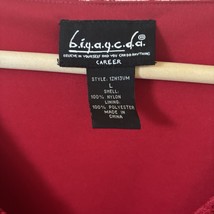 b.i.y.a.y.c.d.a.®
BELIEVE IN YOURSELF AND YOU CAN DO ANYTHING
CAREER
STYLE: 12H13VM
L
SHELL:
100% NYLON
LINING:
100% POLYESTER
MADE IN
CHINA